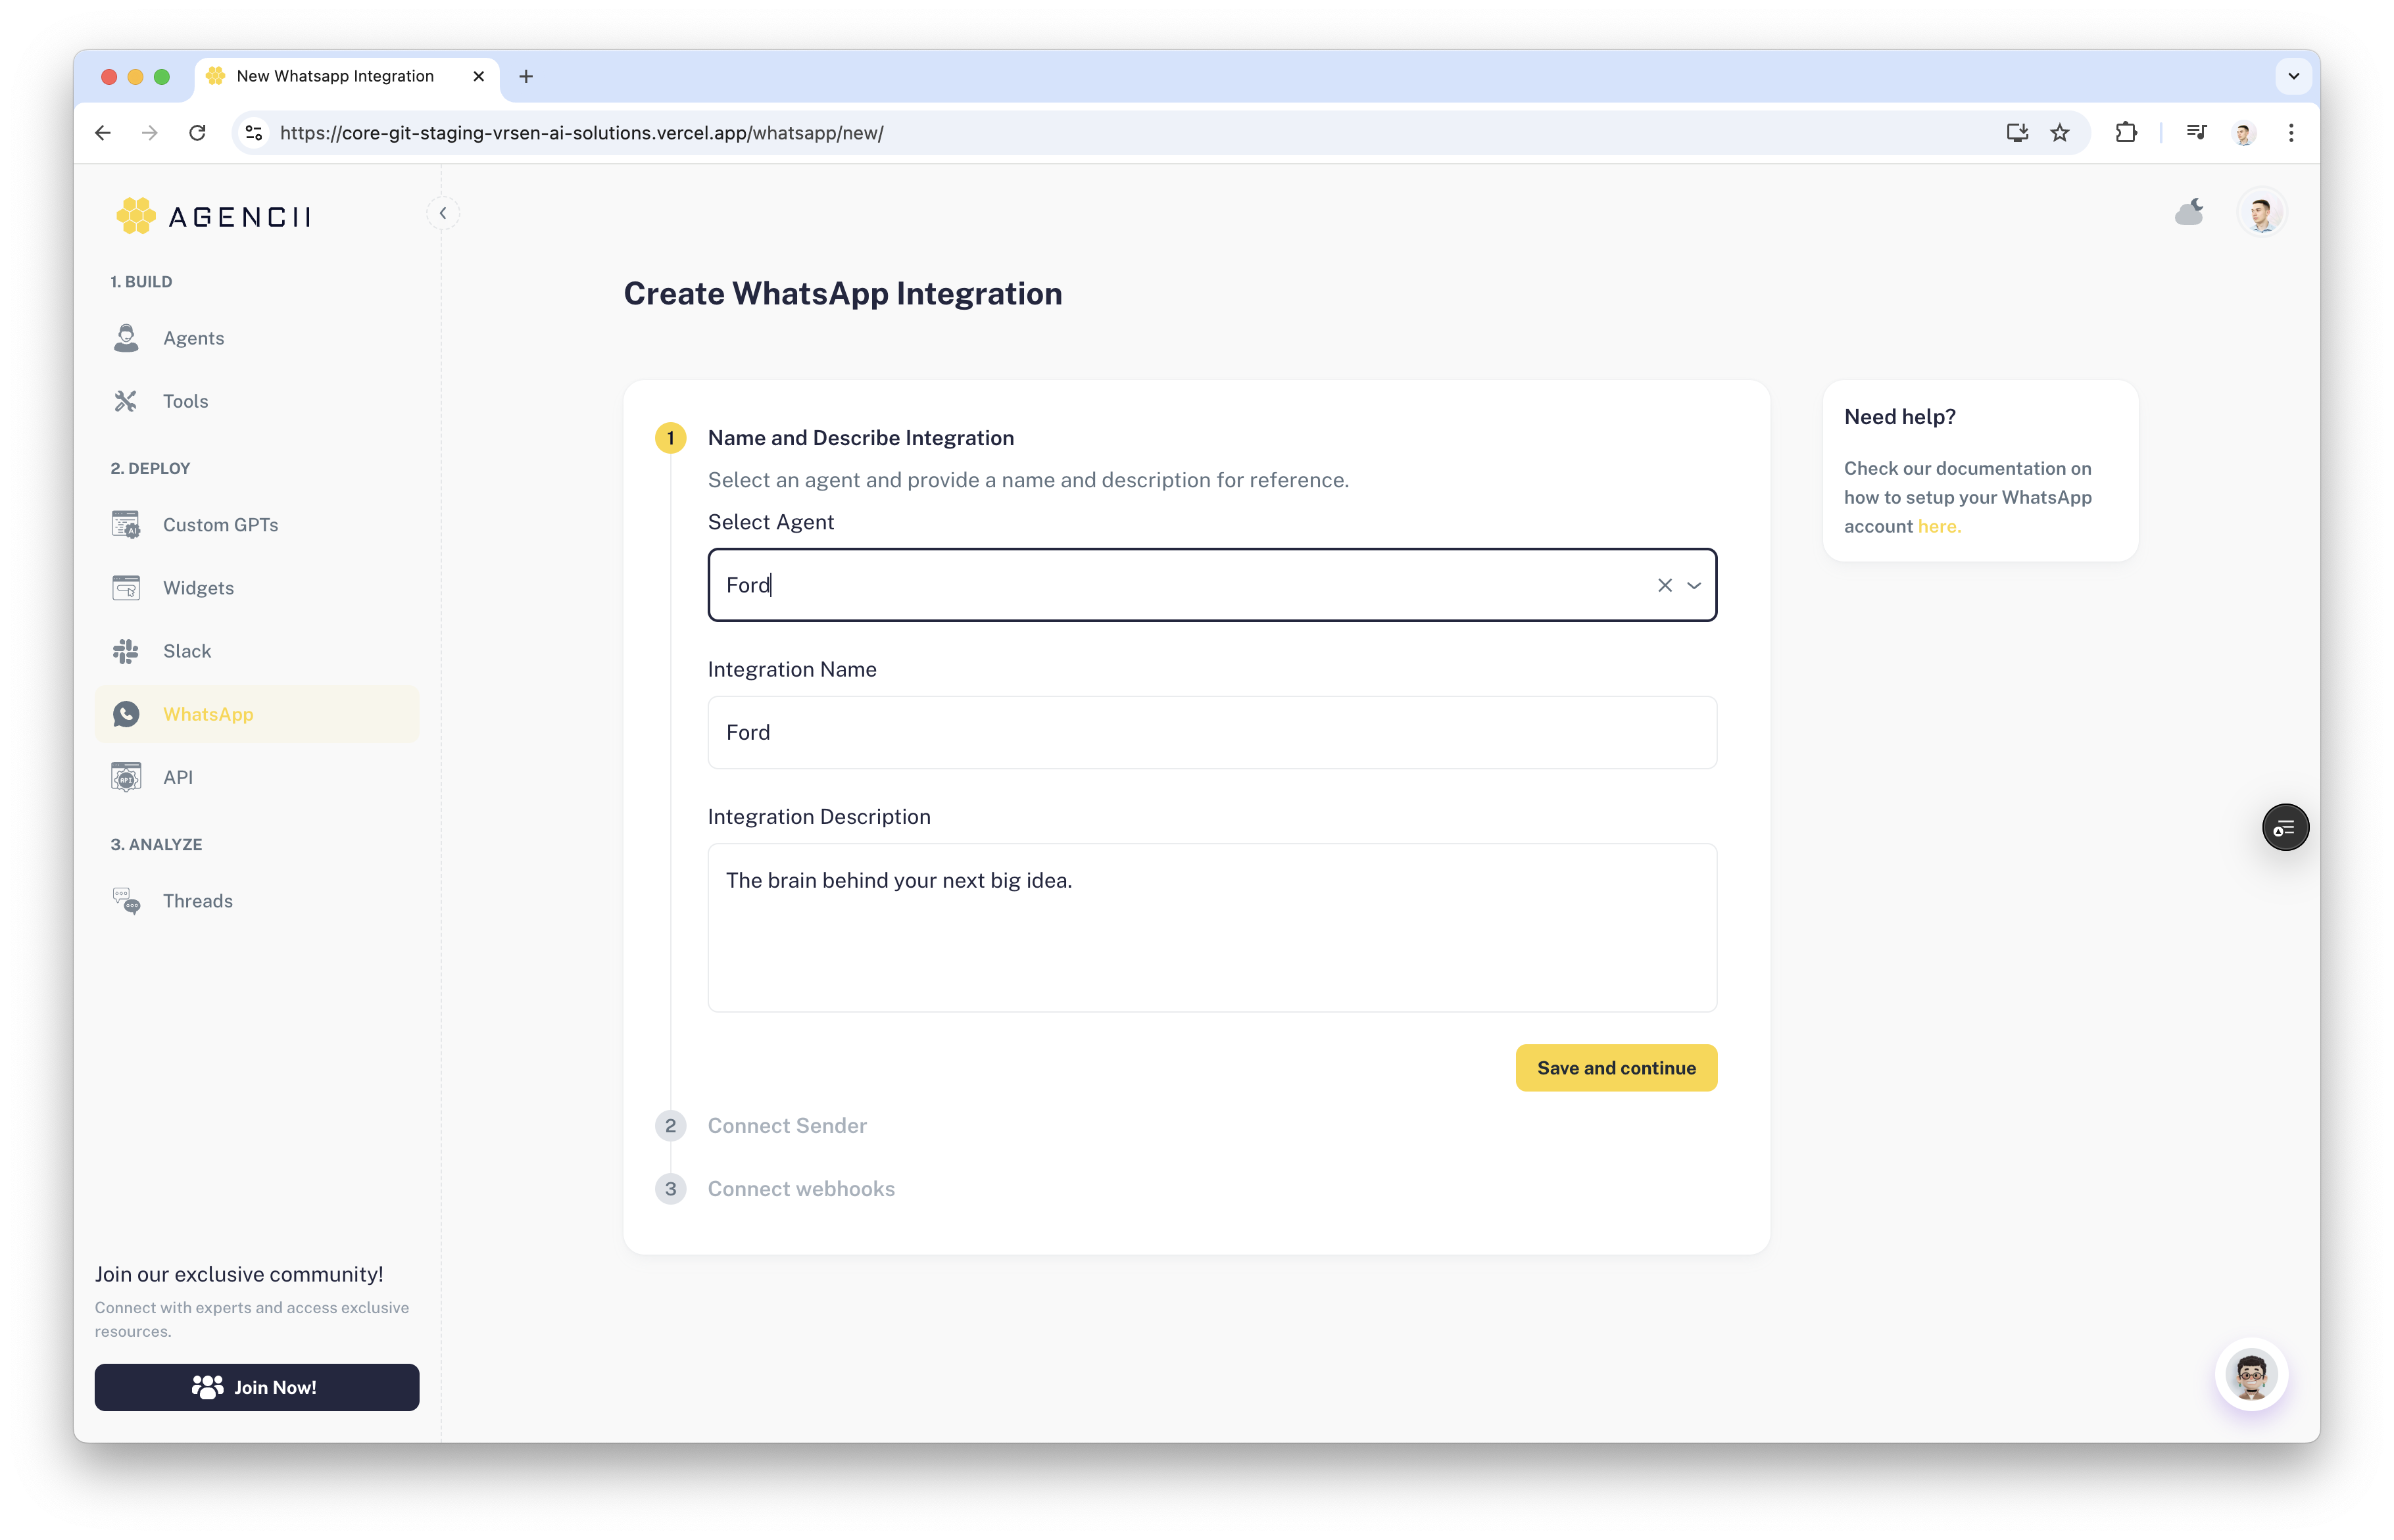 New Whatsapp Integration
https://core-git-staging-vrsen-ai-solutions.vercel.app/whatsapp/new/
AGENCII
1. BUILD
Agents
Tools
2. DEPLOY
Custom GPTs
Widgets
Slack
WhatsApp
API
3. ANALYZE
Threads
Join our exclusive community!
Connect with experts and access exclusive
resources.
Join Now!
Create WhatsApp Integration
1 Name and Describe Integration
Select an agent and provide a name and description for reference.
Select Agent
Ford
Integration Name
Ford
Integration Description
The brain behind your next big idea.
Save and continue
2 Connect Sender
3 Connect webhooks
Need help?
Check our documentation on
how to setup your WhatsApp
account here.